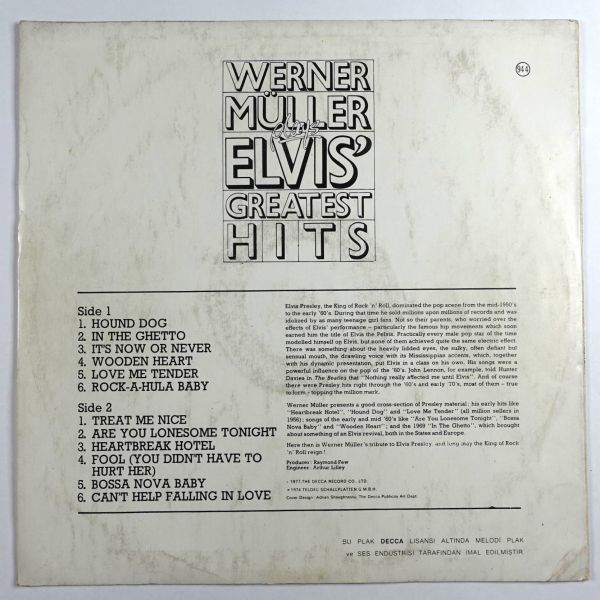 944
WERNER
MÜLLER
plays
ELVIS'
GREATEST
HITS
Side 1
1. HOUND DOG
2. IN THE GHETTO
3. IT'S NOW OR NEVER
4. WOODEN HEART
5. LOVE ME TENDER
6. ROCK-A-HULA BABY
Side 2
1. TREAT ME NICE
2. ARE YOU LONESOME TONIGHT
3. HEARTBREAK HOTEL
4. FOOL (YOU DIDN'T HAVE TO
HURT HER)
5. BOSSA NOVA BABY
6. CAN'T HELP FALLING IN LOVE
Elvis Presley, the King of Rock 'n' Roll, dominated the pop scene from the mid-1950's
to the early '60's. During that time he sold millions upon millions of records and was
idolized by as many teenage girl fans. Not so their parents, who worried over the
effects of Elvis' performance – particularly the famous hip movements which soon
earned him the title of Elvis the Pelvis. Practically every male pop star of the time
modelled himself on Elvis, but none of them achieved quite the same electric effect.
There was something about the heavily lidded eyes, the sulky, often defiant but
sensual mouth, the drawling voice with its Mississippian accents, which, together
with his dynamic presentation, put Elvis in a class on his own. His songs were a
powerful influence on the pop of the '60's. John Lennon, for example, told Hunter
Davies in The Beatles that "Nothing really affected me until Elvis". And of course
there were Presley hits right through the '60's and early '70's, most of them – true
to form – topping the million mark.
Werner Müller presents a good cross-section of Presley material: his early hits like
"Heartbreak Hotel", "Hound Dog" and "Love Me Tender" (all million sellers in
1956); songs of the early and mid '60's like "Are You Lonesome Tonight", "Bossa
Nova Baby" and "Wooden Heart"; and the 1969 "In The Ghetto", which brought
about something of an Elvis revival, both in the States and Europe.
Here then is Werner Müller's tribute to Elvis Presley, and long may the King of Rock
'n' Roll reign!
Producer: Raymond Few
Engineer: Arthur Lilley
1977, THE DECCA RECORD CO., LTD.
1976 TELDEC SCHALLPLATTEN G.M.B.H.
Cover Design: Adrian Shaughnessy, The Decca Publicity Art Dept.
BU PLAK DECCA LISANSI ALTINDA MELODİ PLAK
ve SES ENDUSTRİSİ TARAFINDAN İMAL EDİLMİŞTİR